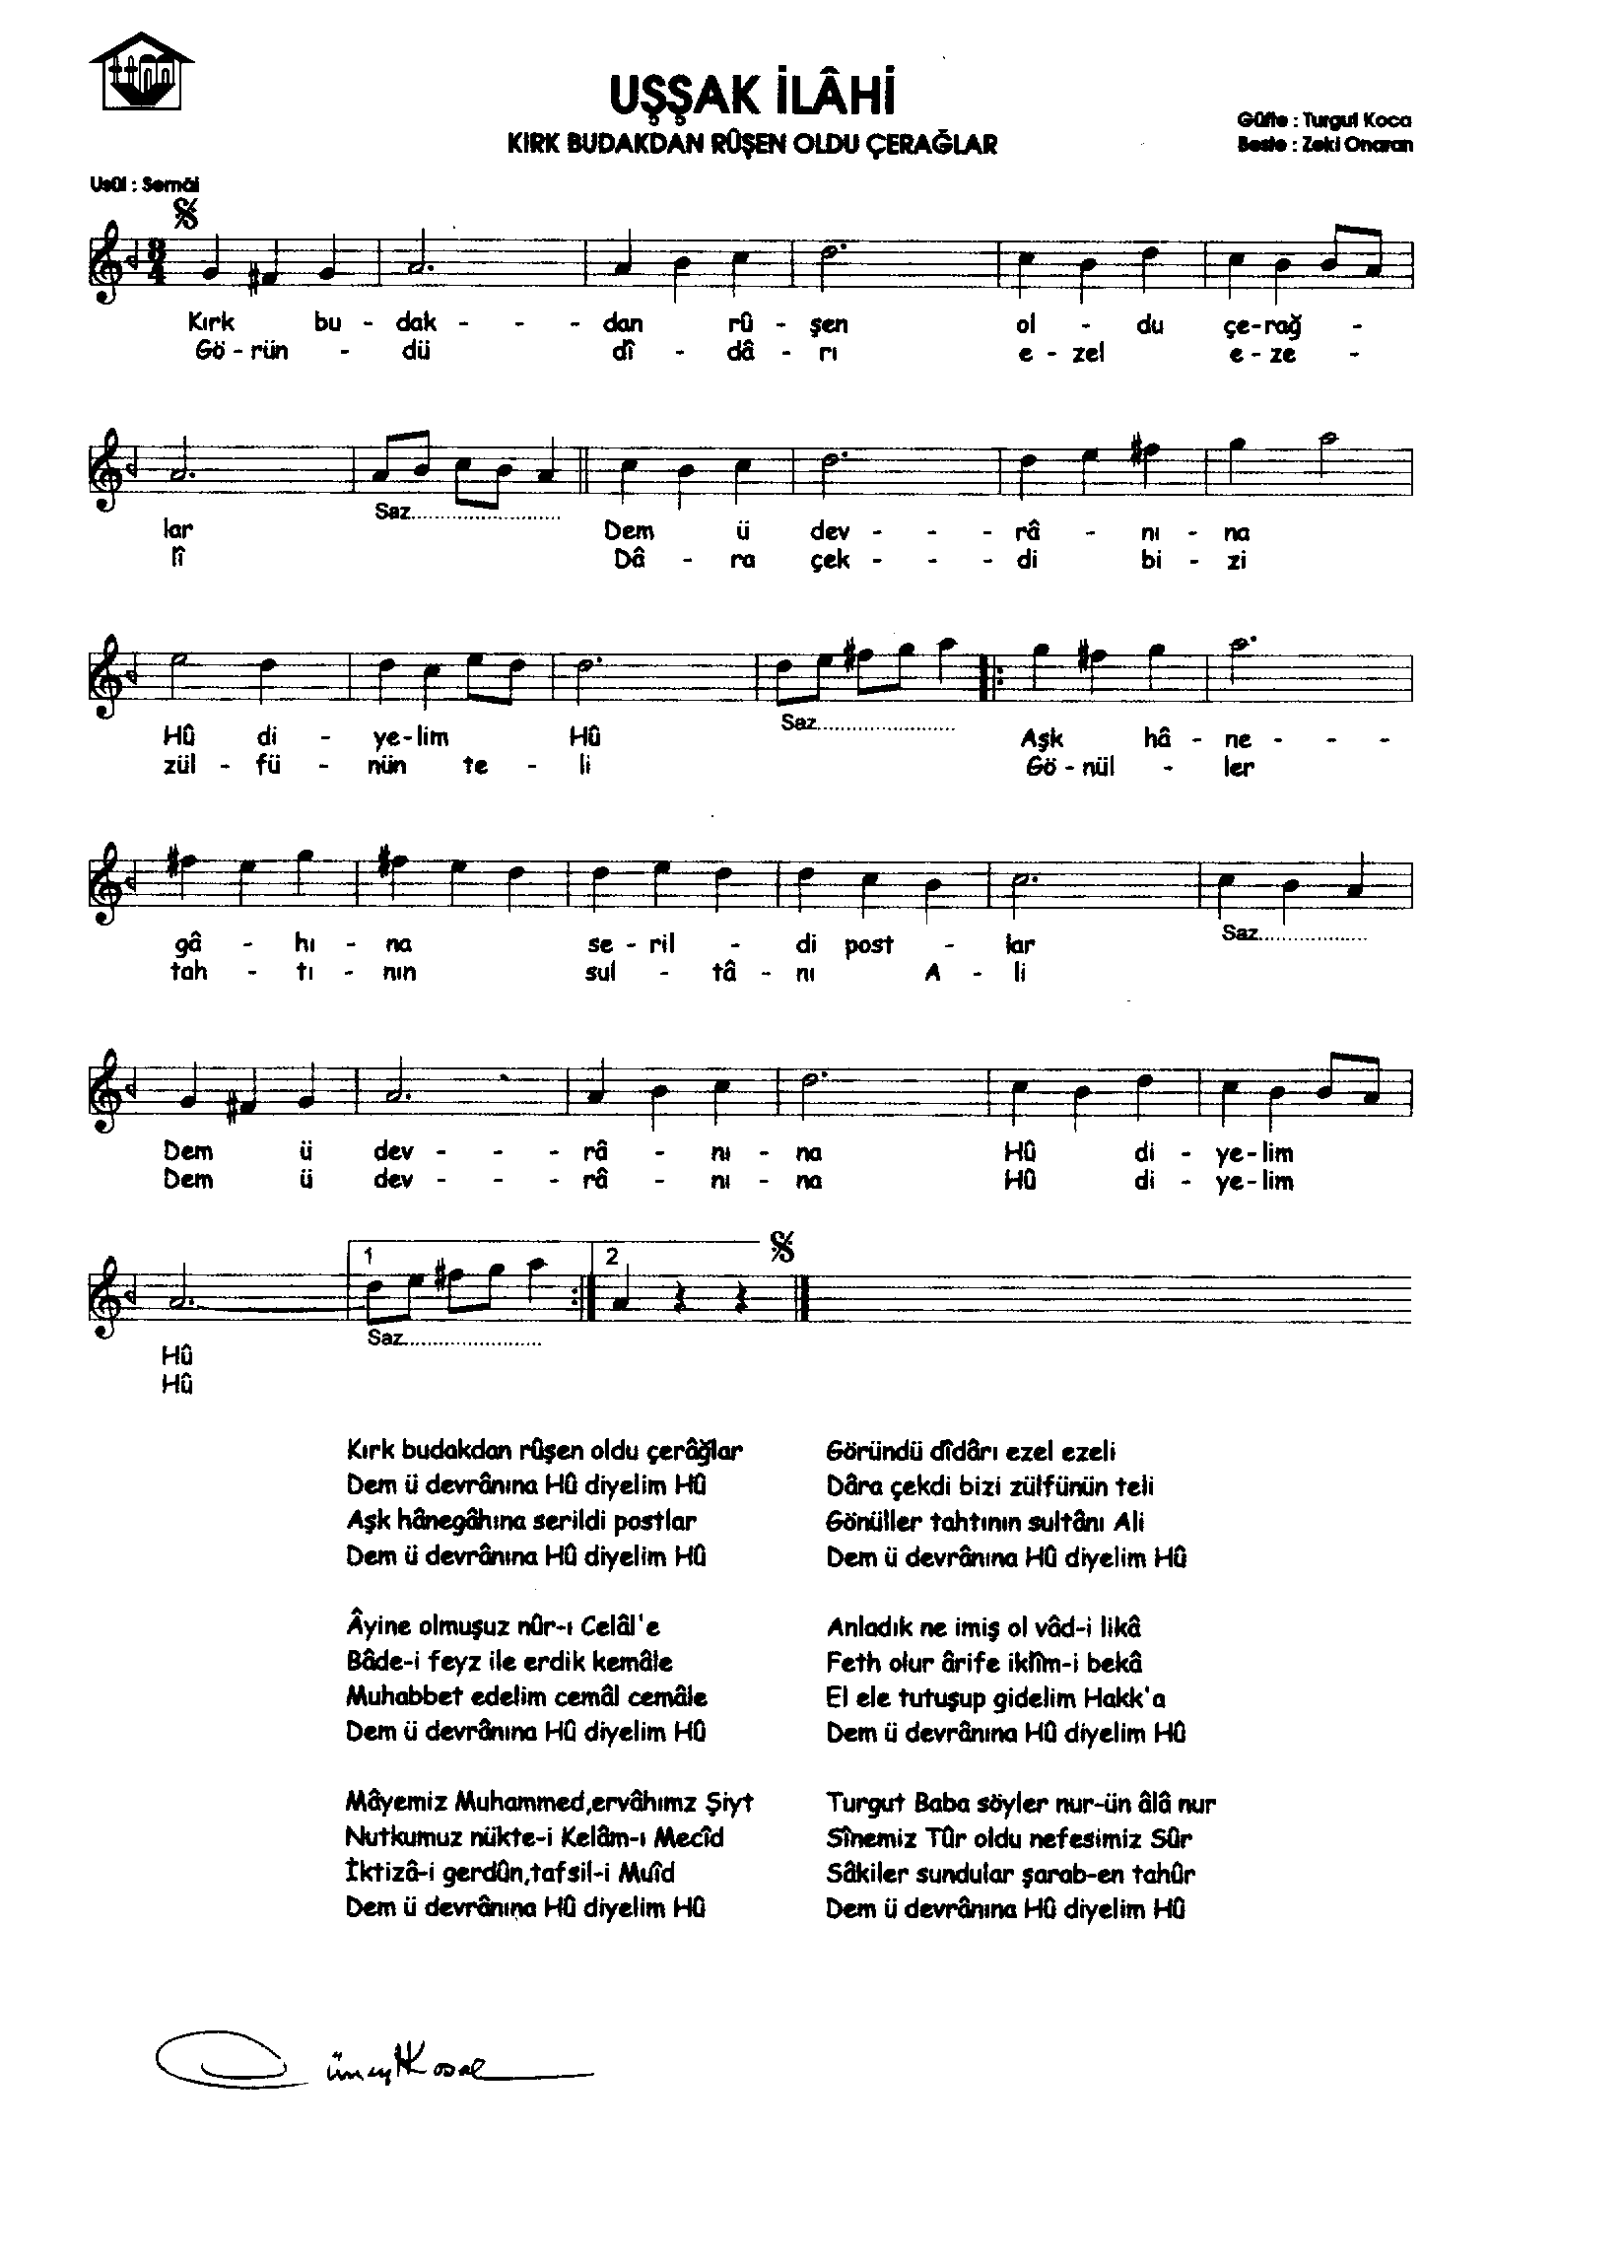 UŞŞAK İLÂHİ
KIRK BUDAKDAN RÛŞEN OLDU ÇERAĞLAR
Gûfte : Turgut Koca
Beste : Zeki Onaran
Usûl : Semâi
3
4
Kırk bu - dak - - - dan rû - şen ol - du çe-rağ -
Gö - rün - dü dî - dâ - rı e - zel e - ze -
Saz
lar Dem ü dev - - - râ - nı - na
lî Dâ - ra çek - - - di bi - zi
Saz
Hû di - ye-lim Hû Aşk hâ - ne - - -
zül - fü - nün te - li Gö - nül - ler
gâ - hı - na se - ril - di post - lar Saz
tah - tı - nın sul - tâ - nı A - li
Dem ü dev - - - râ - nı - na Hû di - ye-lim
Dem ü dev - - - râ - nı - na Hû di - ye-lim
1 2
Saz
Hû
Hû
Kırk budakdan rûşen oldu çerâğlar
Dem ü devrânına Hû diyelim Hû
Aşk hânegâhına serildi postlar
Dem ü devrânına Hû diyelim Hû
Göründü dîdârı ezel ezeli
Dâra çekdi bizi zülfünün teli
Gönüller tahtının sultânı Ali
Dem ü devrânına Hû diyelim Hû
Âyine olmuşuz nûr-ı Celâl'e
Bâde-i feyz ile erdik kemâle
Muhabbet edelim cemâl cemâle
Dem ü devrânına Hû diyelim Hû
Anladık ne imiş ol vâd-i likâ
Feth olur ârife iklîm-i bekâ
El ele tutuşup gidelim Hakk'a
Dem ü devrânına Hû diyelim Hû
Mâyemiz Muhammed,ervâhımz Şiyt
Nutkumuz nükte-i Kelâm-ı Mecîd
İktizâ-i gerdûn,tafsil-i Muîd
Dem ü devrânına Hû diyelim Hû
Turgut Baba söyler nur-ün âlâ nur
Sînemiz Tûr oldu nefesimiz Sûr
Sâkiler sundular şarab-en tahûr
Dem ü devrânına Hû diyelim Hû
Cüneyt Kosal